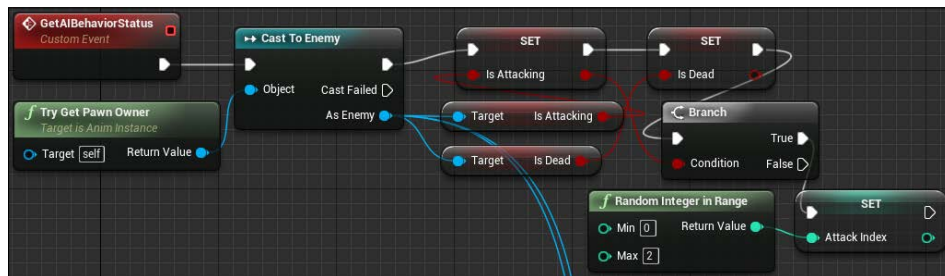 GetAIBehaviorStatus
Custom Event
Cast To Enemy
Object
Cast Failed
As Enemy
f Try Get Pawn Owner
Target is Anim Instance
Target self
Return Value
SET
Is Attacking
SET
Is Dead
Target Is Attacking
Target Is Dead
Branch
True
Condition
False
f Random Integer in Range
Min 0
Return Value
Max 2
SET
Attack Index